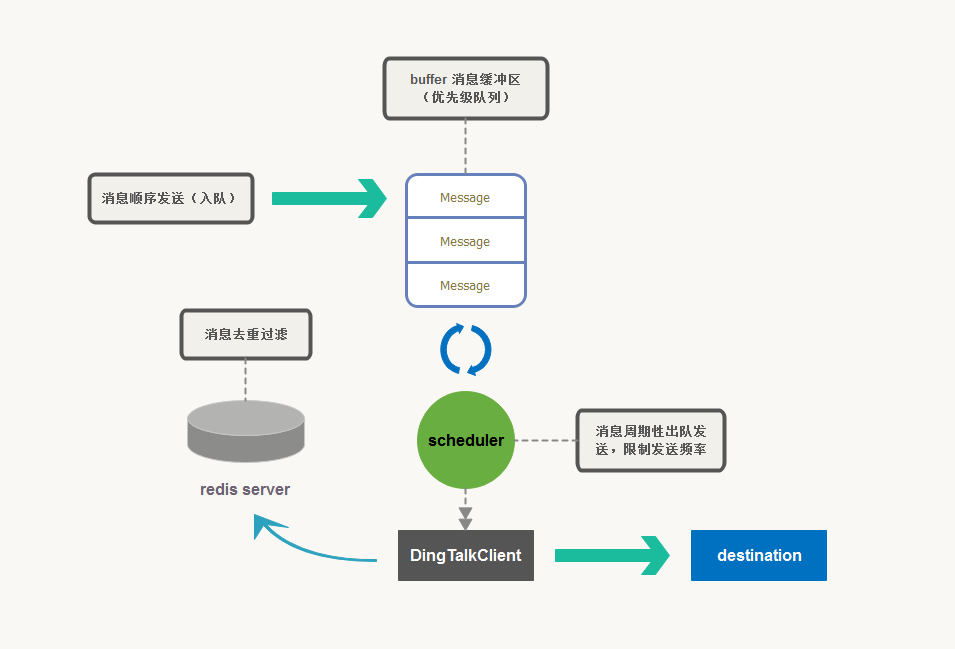 buffer 消息缓冲区
（优先级队列）
消息顺序发送（入队）
Message
Message
Message
消息去重过滤
scheduler
消息周期性出队发
送，限制发送频率
redis server
DingTalkClient
destination